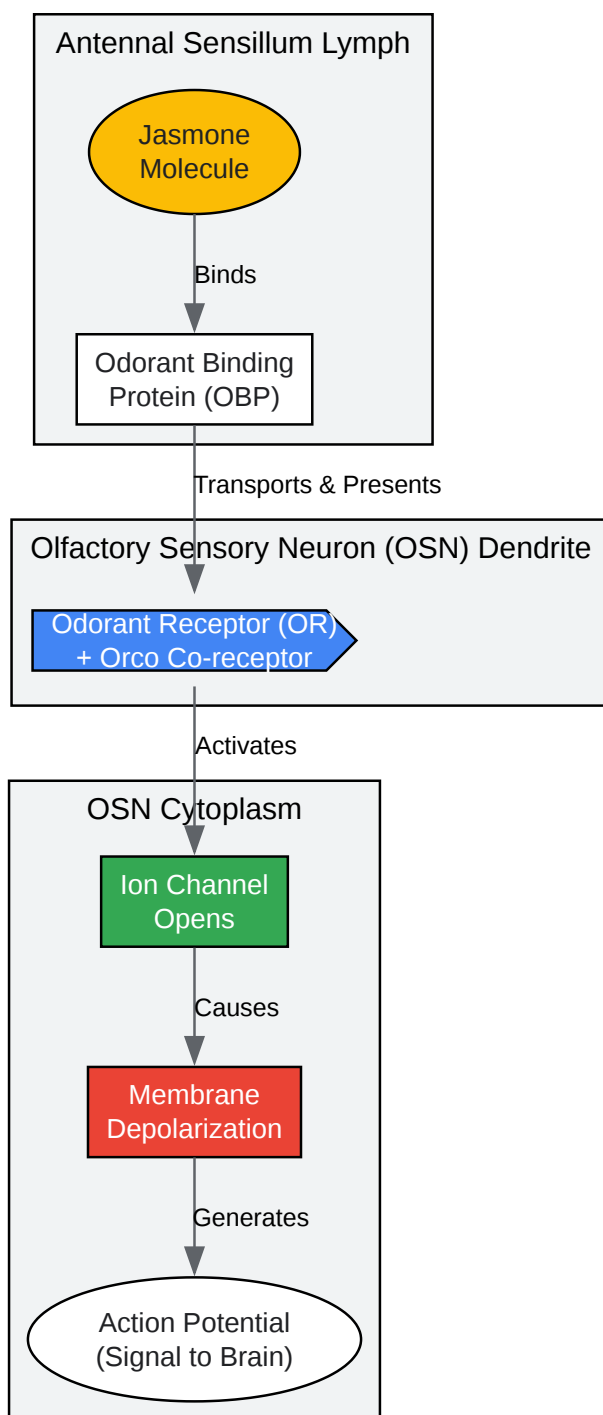 Antennal Sensillum Lymph
Jasmone
Molecule
Binds
Odorant Binding
Protein (OBP)
Transports & Presents
Olfactory Sensory Neuron (OSN) Dendrite
Odorant Receptor (OR)
+ Orco Co-receptor
Activates
OSN Cytoplasm
Ion Channel
Opens
Causes
Membrane
Depolarization
Generates
Action Potential
(Signal to Brain)